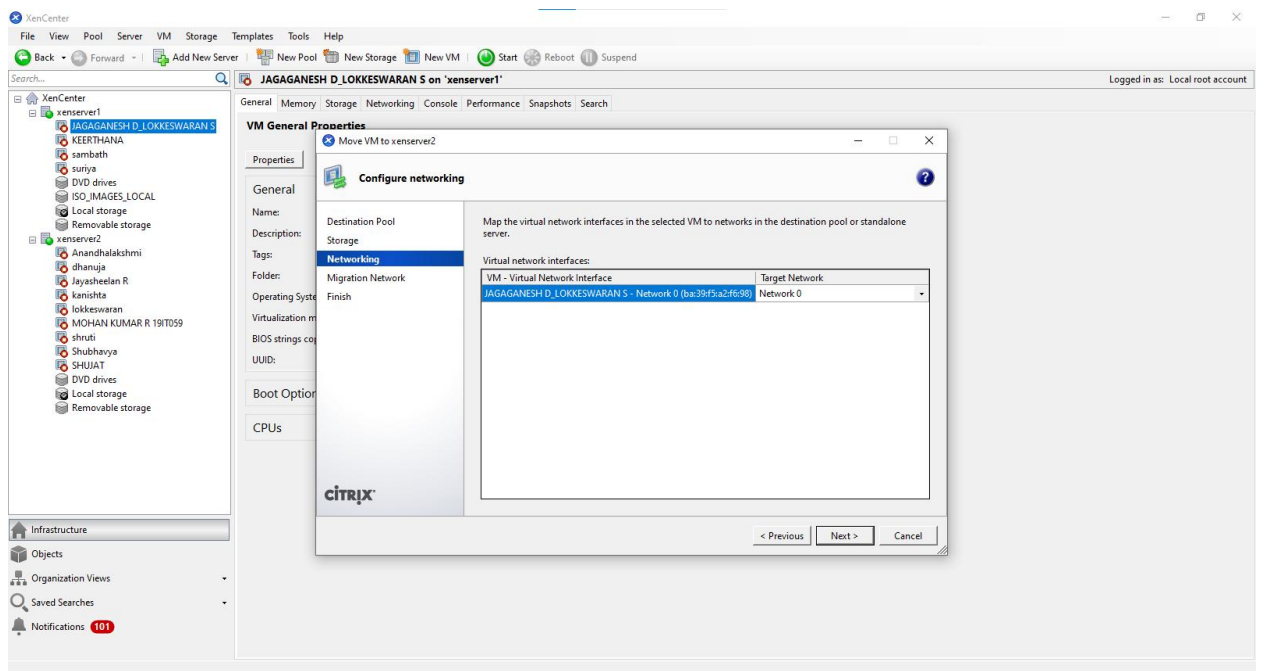 XenCenter
File View Pool Server VM Storage Templates Tools Help
Back Forward Add New Server New Pool New Storage New VM Start Reboot Suspend
Search...
JAGAGANESH D_LOKKESWARAN S on 'xenserver1'
Logged in as: Local root account
XenCenter
xenserver1
JAGAGANESH D_LOKKESWARAN S
KEERTHANA
sambath
suriya
DVD drives
ISO_IMAGES_LOCAL
Local storage
Removable storage
xenserver2
Anandhalakshmi
dhanuja
Jayasheelan R
kanishta
lokkeswaran
MOHAN KUMAR R 19IT059
shruti
Shubhavya
SHUJAT
DVD drives
Local storage
Removable storage
Infrastructure
Objects
Organization Views
Saved Searches
Notifications 101
General Memory Storage Networking Console Performance Snapshots Search
VM General Properties
Properties
General
Name:
Description:
Tags:
Folder:
Operating Syste
Virtualization m
BIOS strings cop
UUID:
Boot Option
CPUs
Move VM to xenserver2
Configure networking
?
Destination Pool
Storage
Networking
Migration Network
Finish
CITRIX
Map the virtual network interfaces in the selected VM to networks in the destination pool or standalone
server.
Virtual network interfaces:
VM - Virtual Network Interface Target Network
JAGAGANESH D_LOKKESWARAN S - Network 0 (ba:39:f5:a2:f6:98) Network 0
< Previous Next > Cancel